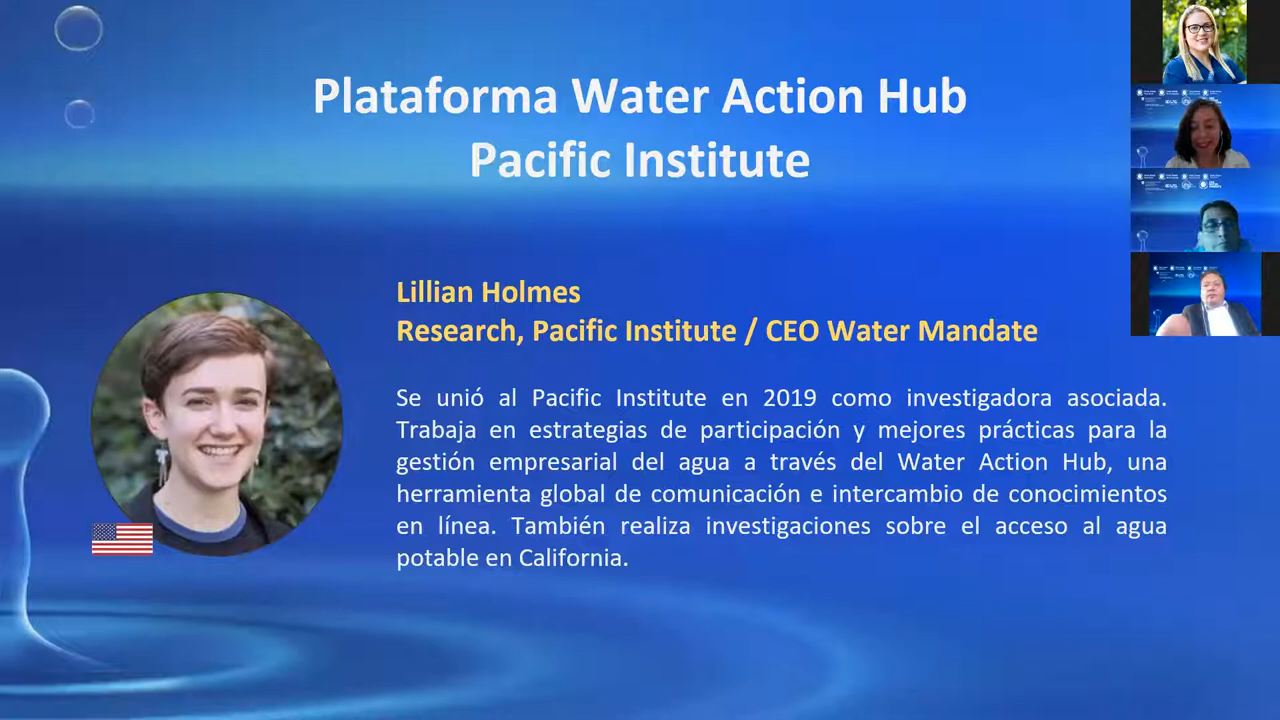 Plataforma Water Action Hub
Pacific Institute
Lillian Holmes
Research, Pacific Institute / CEO Water Mandate
Se unió al Pacific Institute en 2019 como investigadora asociada.
Trabaja en estrategias de participación y mejores prácticas para la
gestión empresarial del agua a través del Water Action Hub, una
herramienta global de comunicación e intercambio de conocimientos
en línea. También realiza investigaciones sobre el acceso al agua
potable en California.